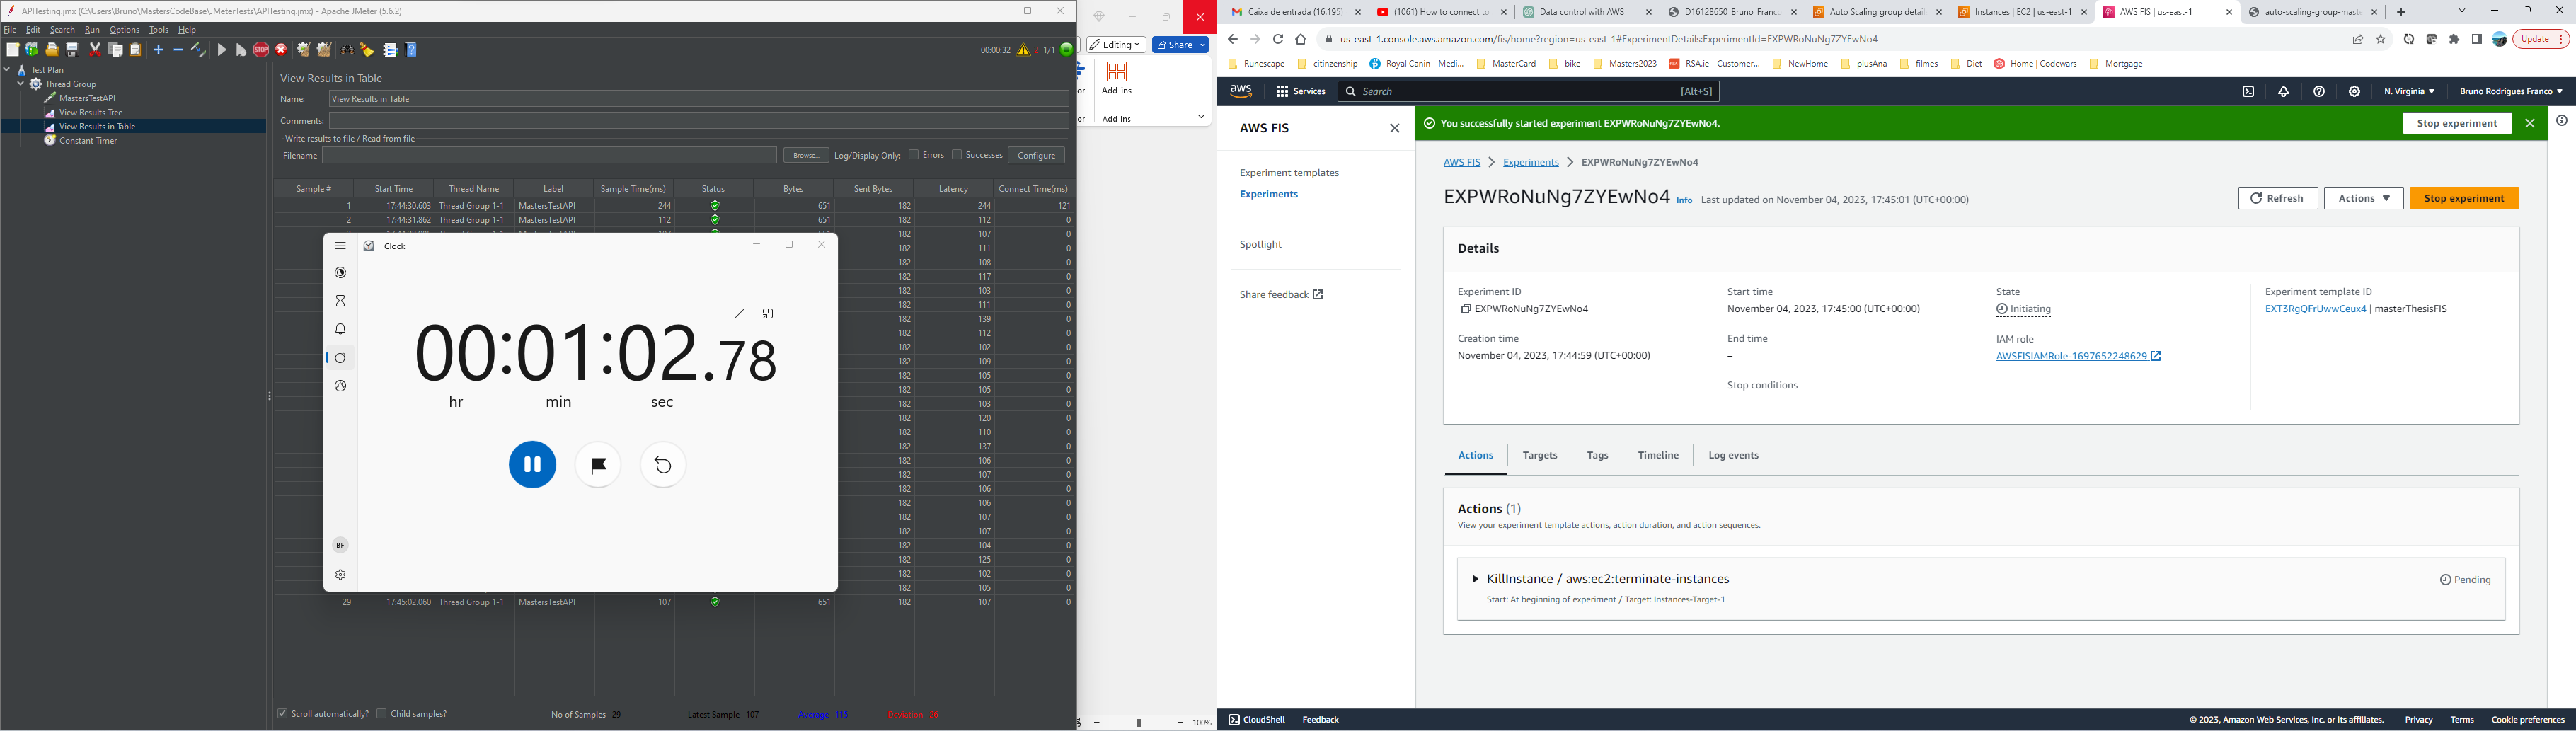 APITesting.jmx (C:\Users\Bruno\MastersCodeBase\JMeterTests\APITesting.jmx) - Apache JMeter (5.6.2)
File Edit Search Run Options Tools Help
00:00:32 2 1/1
Test Plan
Thread Group
MastersTestAPI
View Results Tree
View Results in Table
Constant Timer
View Results in Table
Name: View Results in Table
Comments:
Write results to file / Read from file
Filename Browse... Log/Display Only: Errors Successes Configure
Sample # Start Time Thread Name Label Sample Time(ms) Status Bytes Sent Bytes Latency Connect Time(ms)
1 17:44:30.603 Thread Group 1-1 MastersTestAPI 244 651 182 244 121
2 17:44:31.862 Thread Group 1-1 MastersTestAPI 112 651 182 112 0
182 107 0
182 111 0
182 108 0
182 117 0
182 103 0
182 111 0
182 139 0
182 112 0
182 102 0
182 109 0
182 105 0
182 105 0
182 103 0
182 120 0
182 110 0
182 137 0
182 106 0
182 107 0
182 106 0
182 106 0
182 107 0
182 107 0
182 104 0
182 125 0
182 102 0
182 105 0
29 17:45:02.060 Thread Group 1-1 MastersTestAPI 107 651 182 107 0
Scroll automatically? Child samples? No of Samples 29 Latest Sample 107 Average 115 Deviation 26
Clock
00:01:02.78
hr min sec
BF
Editing Share
or Add-ins
or Add-ins
100%
Caixa de entrada (16.195) (1061) How to connect to Data control with AWS D16128650_Bruno_Franco Auto Scaling group detail Instances | EC2 | us-east-1 AWS FIS | us-east-1 auto-scaling-group-maste
us-east-1.console.aws.amazon.com/fis/home?region=us-east-1#ExperimentDetails:ExperimentId=EXPWRoNuNg7ZYEwNo4
Update
Runescape citinzenship Royal Canin - Medi... MasterCard bike Masters2023 RSA.ie - Customer... NewHome plusAna filmes Diet Home | Codewars Mortgage
aws Services Search [Alt+S] N. Virginia Bruno Rodrigues Franco
AWS FIS
Experiment templates
Experiments
Spotlight
Share feedback
You successfully started experiment EXPWRoNuNg7ZYEwNo4. Stop experiment
AWS FIS Experiments EXPWRoNuNg7ZYEwNo4
EXPWRoNuNg7ZYEwNo4 Info Last updated on November 04, 2023, 17:45:01 (UTC+00:00) Refresh Actions Stop experiment
Details
Experiment ID
EXPWRoNuNg7ZYEwNo4
Creation time
November 04, 2023, 17:44:59 (UTC+00:00)
Start time
November 04, 2023, 17:45:00 (UTC+00:00)
End time
–
Stop conditions
–
State
Initiating
IAM role
AWSFISIAMRole-1697652248629
Experiment template ID
EXT3RgQFrUwwCeux4 | masterThesisFIS
Actions Targets Tags Timeline Log events
Actions (1)
View your experiment template actions, action duration, and action sequences.
KillInstance / aws:ec2:terminate-instances Pending
Start: At beginning of experiment / Target: Instances-Target-1
CloudShell Feedback © 2023, Amazon Web Services, Inc. or its affiliates. Privacy Terms Cookie preferences